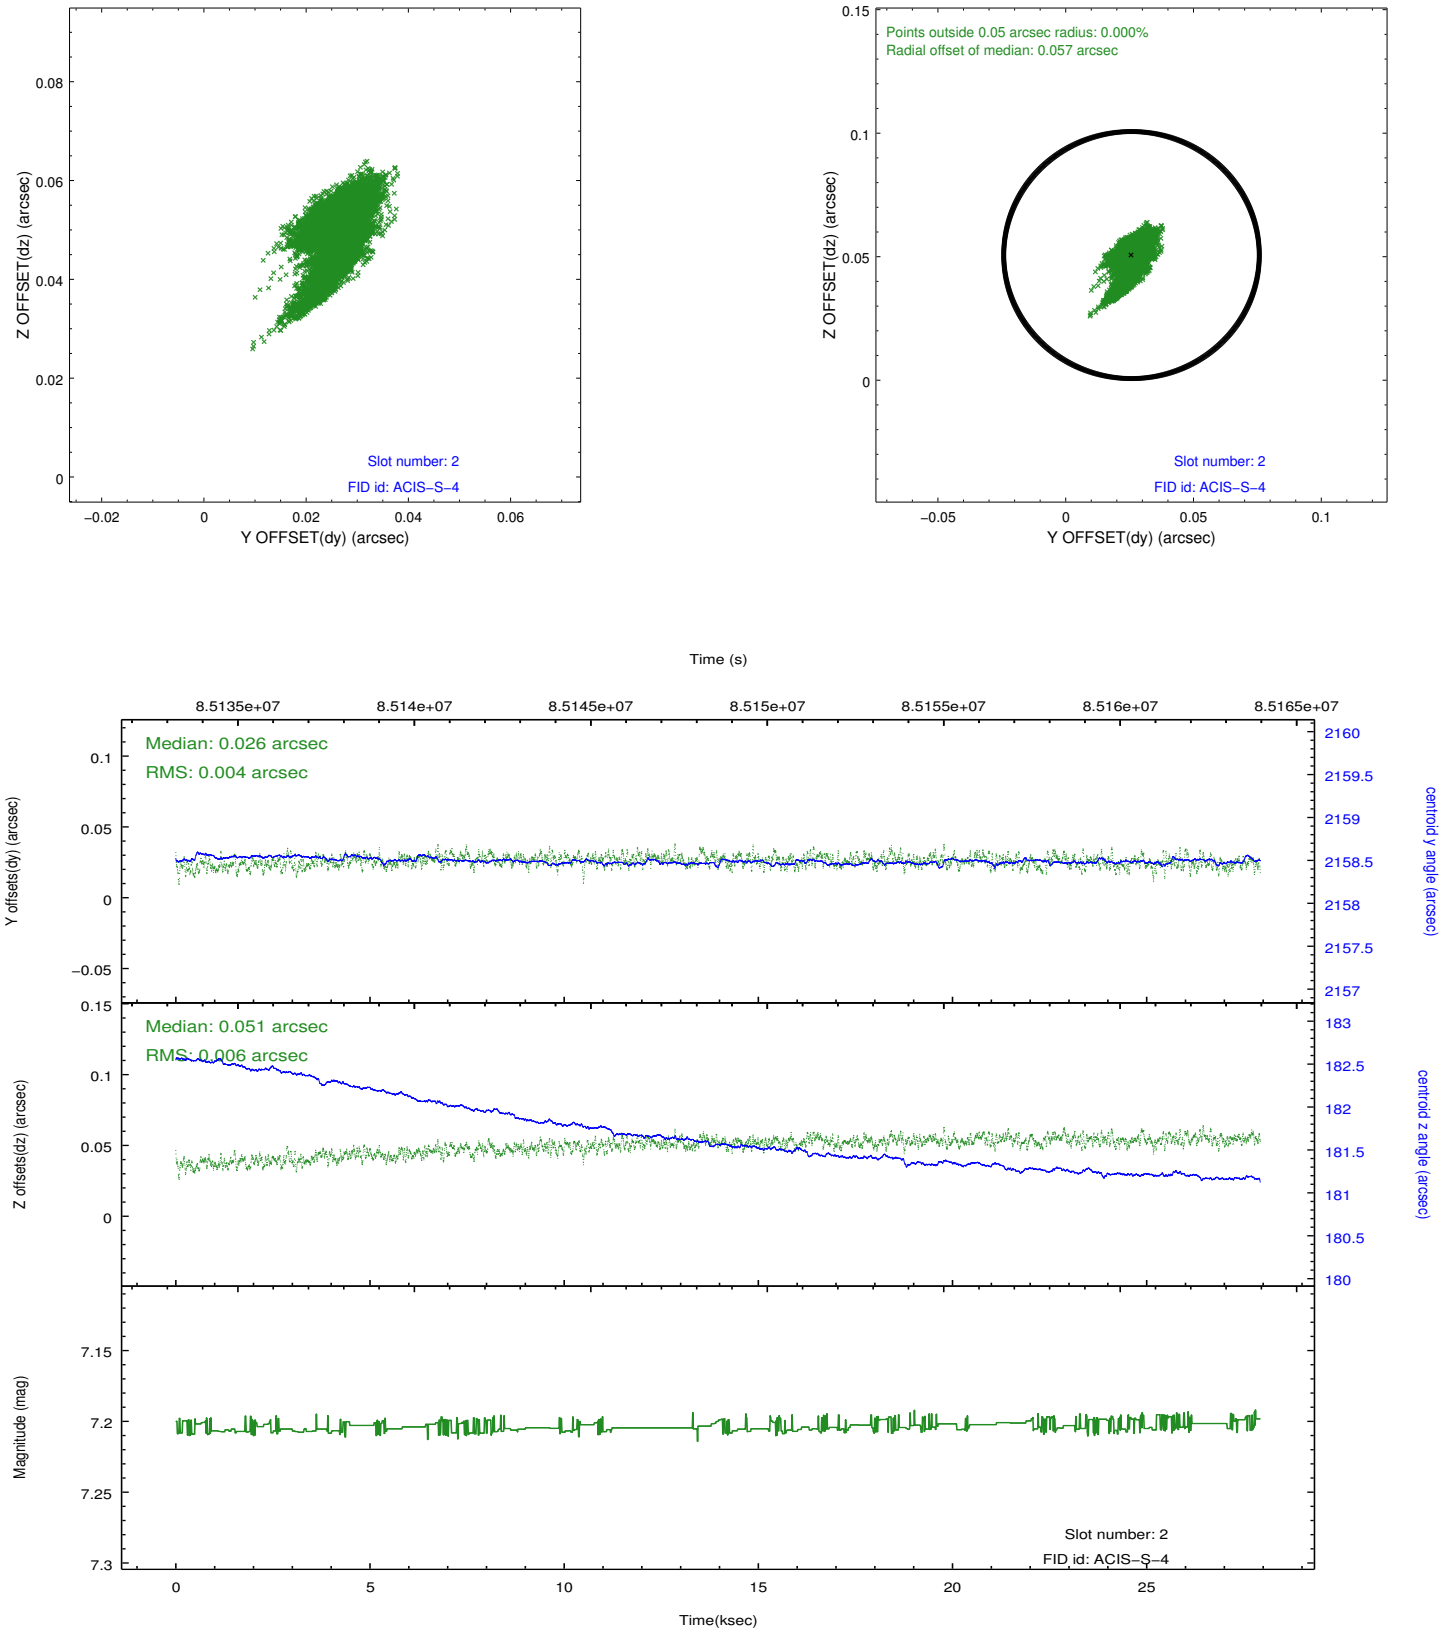 0.08
0.06
0.04
0.02
0
Z OFFSET(dz) (arcsec)
Slot number: 2
FID id: ACIS−S−4
−0.02 0 0.02 0.04 0.06
Y OFFSET(dy) (arcsec)
0.15
0.1
0.05
0
Z OFFSET(dz) (arcsec)
Points outside 0.05 arcsec radius: 0.000%
Radial offset of median: 0.057 arcsec
Slot number: 2
FID id: ACIS−S−4
−0.05 0 0.05 0.1
Y OFFSET(dy) (arcsec)
Time (s)
8.5135e+07 8.514e+07 8.5145e+07 8.515e+07 8.5155e+07 8.516e+07 8.5165e+07
Median: 0.026 arcsec
RMS: 0.004 arcsec
0.1
0.05
0
−0.05
Y offsets(dy) (arcsec)
2160
2159.5
2159
2158.5
2158
2157.5
2157
centroid y angle (arcsec)
Median: 0.051 arcsec
RMS: 0.006 arcsec
0.15
0.1
0.05
0
Z offsets(dz) (arcsec)
183
182.5
182
181.5
181
180.5
180
centroid z angle (arcsec)
7.15
7.2
7.25
7.3
Magnitude (mag)
Slot number: 2
FID id: ACIS−S−4
0 5 10 15 20 25
Time(ksec)